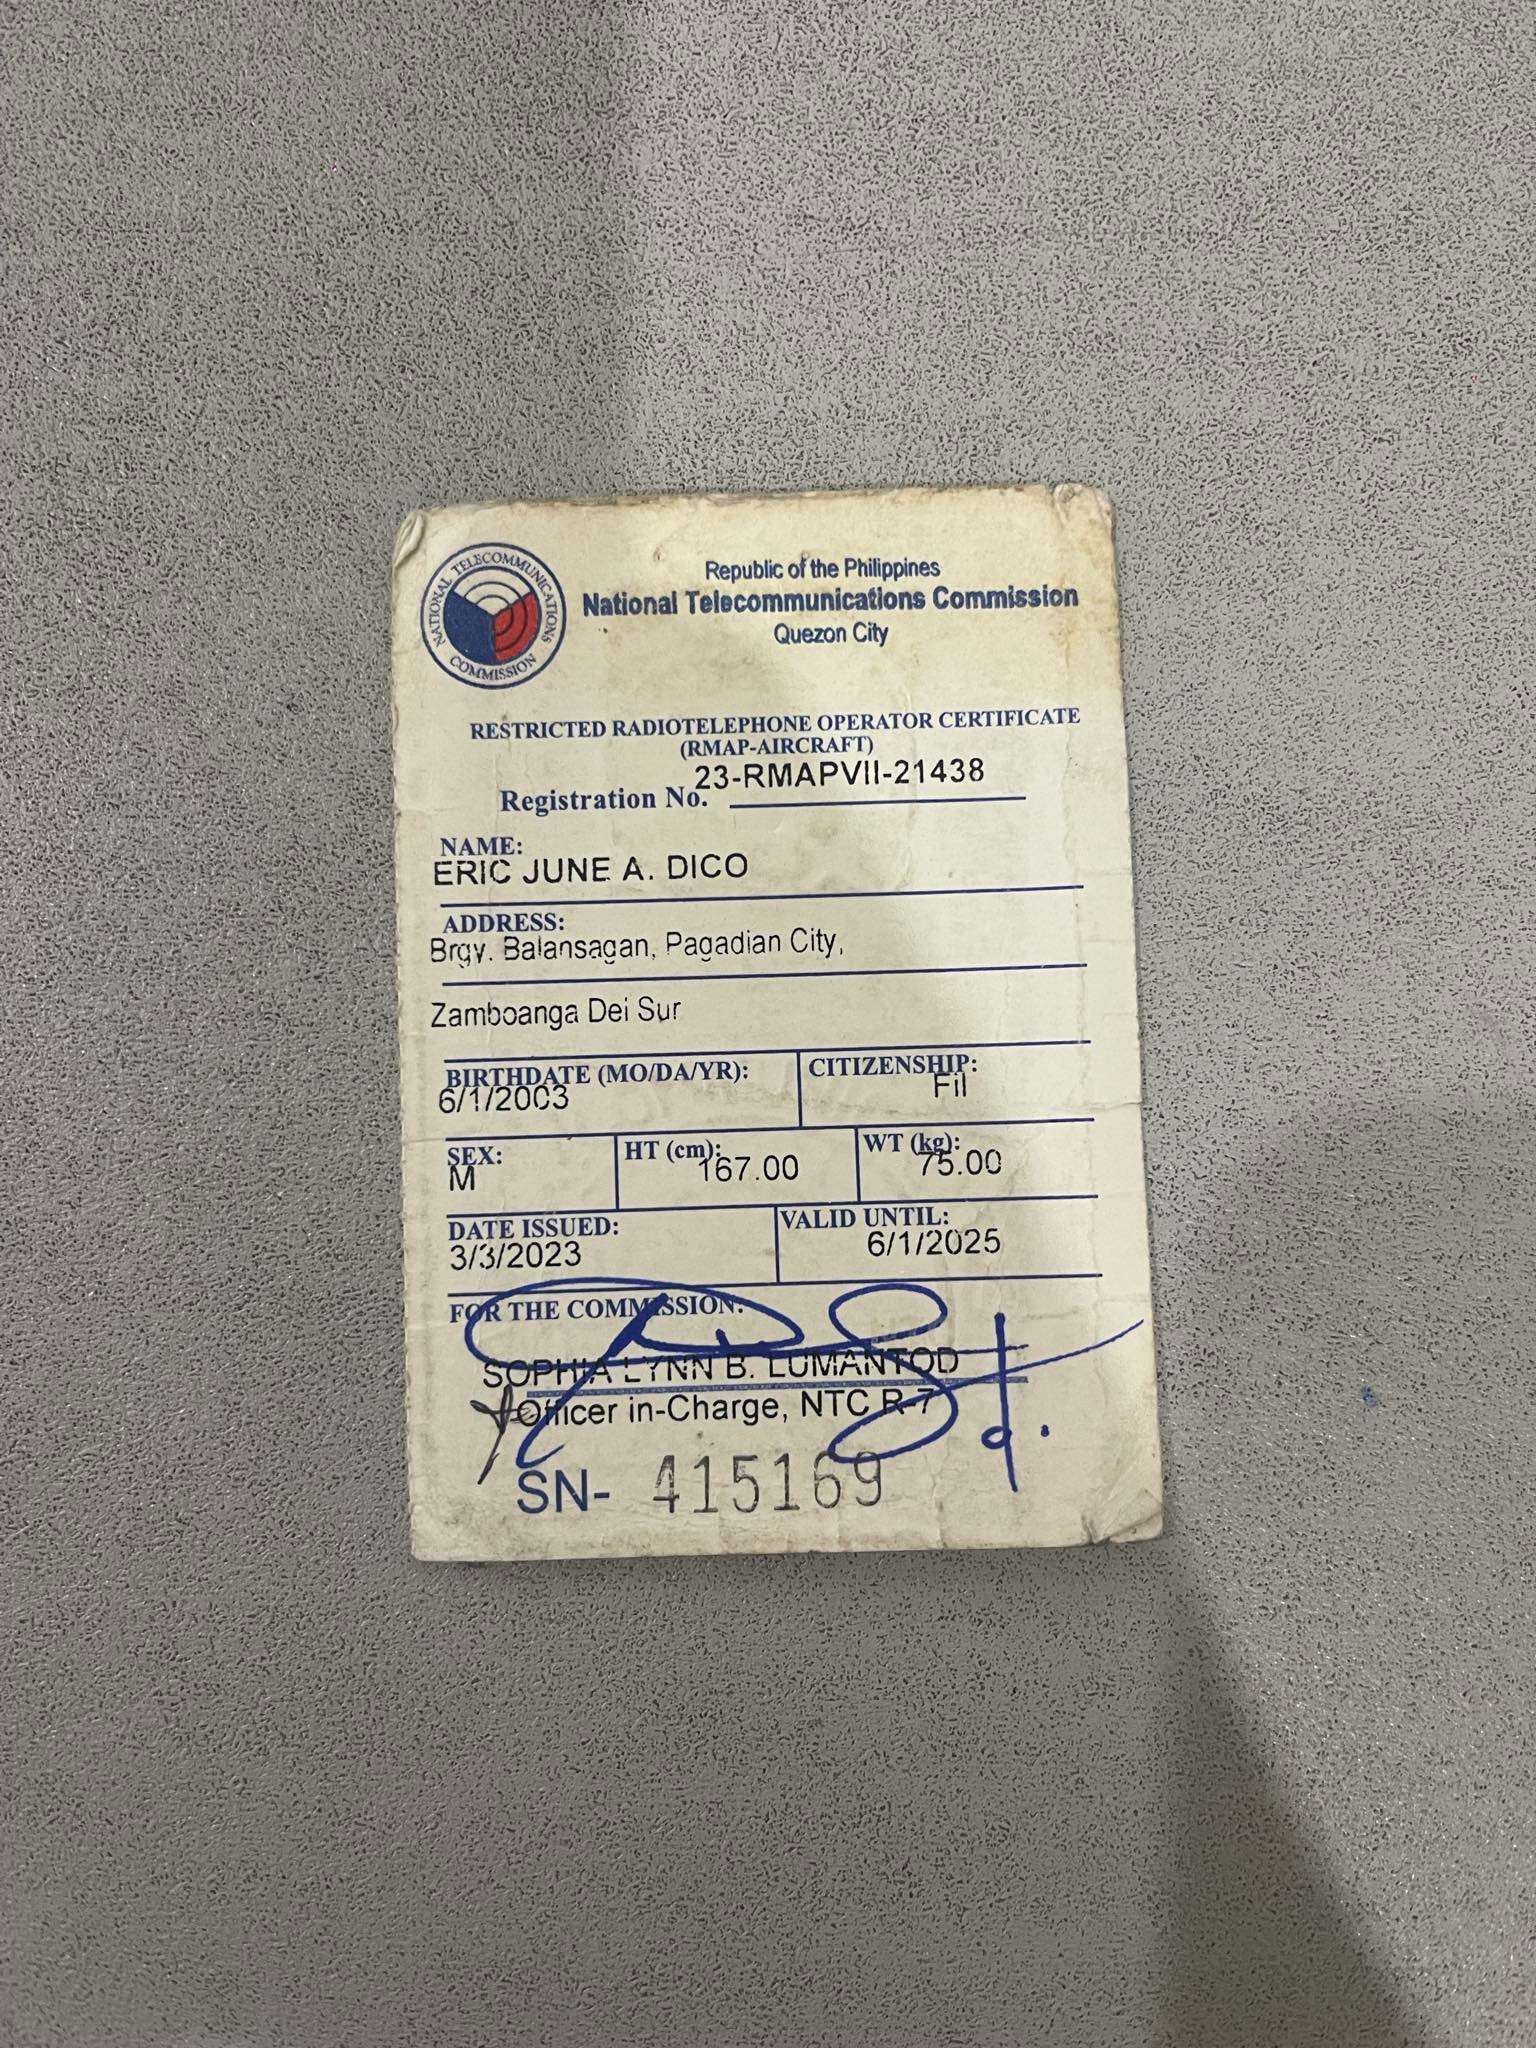 NATIONAL TELECOMMUNICATIONS COMMISSION
Republic of the Philippines
National Telecommunications Commission
Quezon City
RESTRICTED RADIOTELEPHONE OPERATOR CERTIFICATE
(RMAP-AIRCRAFT)
23-RMAPVII-21438
Registration No.
NAME:
ERIC JUNE A. DICO
ADDRESS:
Brgy. Balansagan, Pagadian City,
Zamboanga Del Sur
BIRTHDATE (MO/DA/YR): CITIZENSHIP:
6/1/2003 Fil
SEX: HT (cm): WT (kg):
M 167.00 75.00
DATE ISSUED: VALID UNTIL:
3/3/2023 6/1/2025
FOR THE COMMISSION:
SOPHIA LYNN B. LUMANTOD
Officer in-Charge, NTC R-7
SN- 415169